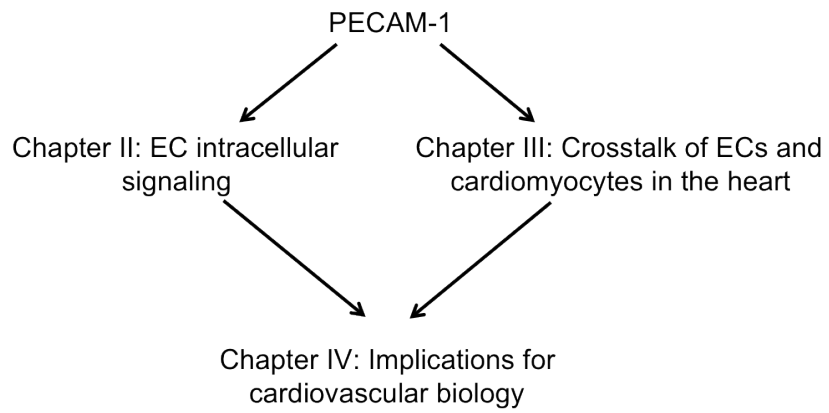 PECAM-1
Chapter II: EC intracellular
signaling
Chapter III: Crosstalk of ECs and
cardiomyocytes in the heart
Chapter IV: Implications for
cardiovascular biology